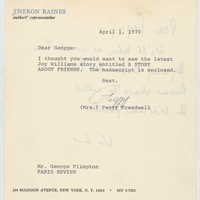 THERON RAINES
authors' representative
April 1, 1970
Dear George:
I thought you would want to see the latest
Joy Williams story entitled A STORY
ABOUT FRIENDS. The manuscript is enclosed.
Best.
(Mrs.) Peggy Treadwell
Mr. George Plimpton
PARIS REVIEW
244 MADISON AVENUE, NEW YORK, N. Y. 10016 • MU